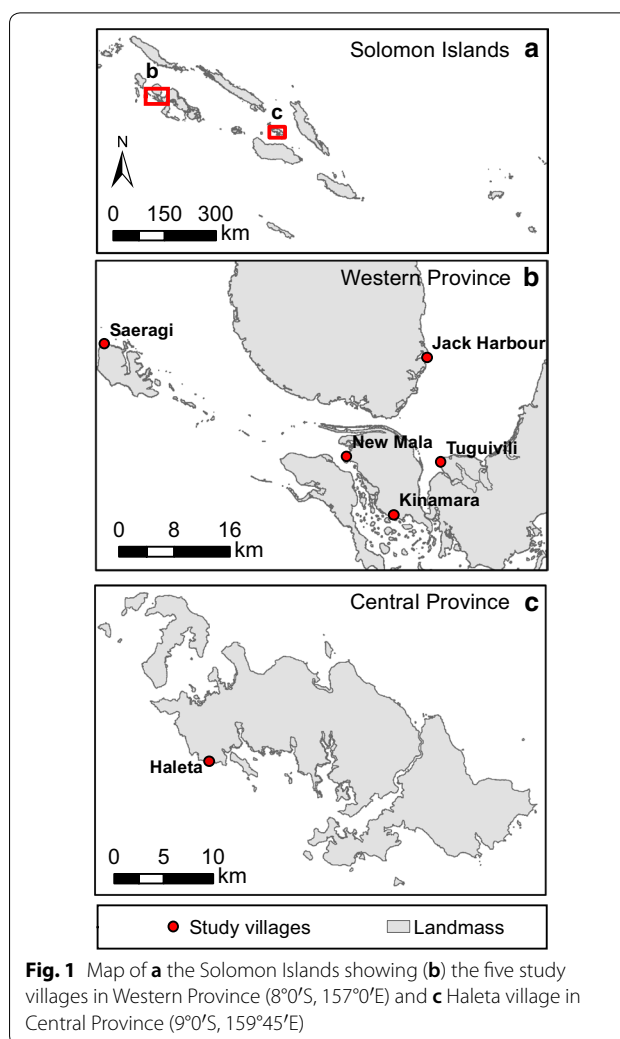 Solomon Islands a
b
c
N
0 150 300
km
Western Province b
Saeragi
Jack Harbour
New Mala
Tuguivili
Kinamara
0 8 16
km
Central Province c
Haleta
0 5 10
km
Study villages Landmass
Fig. 1 Map of a the Solomon Islands showing (b) the five study
villages in Western Province (8°0′S, 157°0′E) and c Haleta village in
Central Province (9°0′S, 159°45′E)